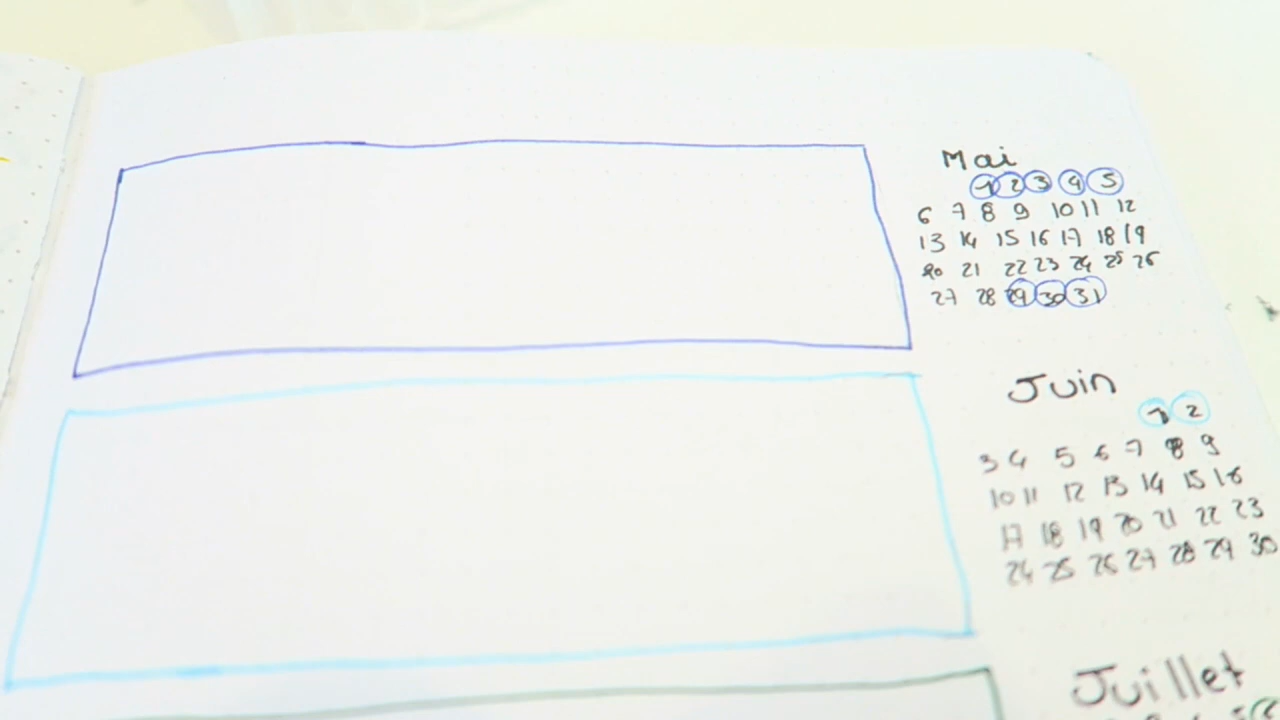 Mai
1 2 3 4 5
6 7 8 9 10 11 12
13 14 15 16 17 18 19
20 21 22 23 24 25 26
27 28 29 30 31
Juin
1 2
3 4 5 6 7 8 9
10 11 12 13 14 15 16
17 18 19 20 21 22 23
24 25 26 27 28 29 30
Juillet